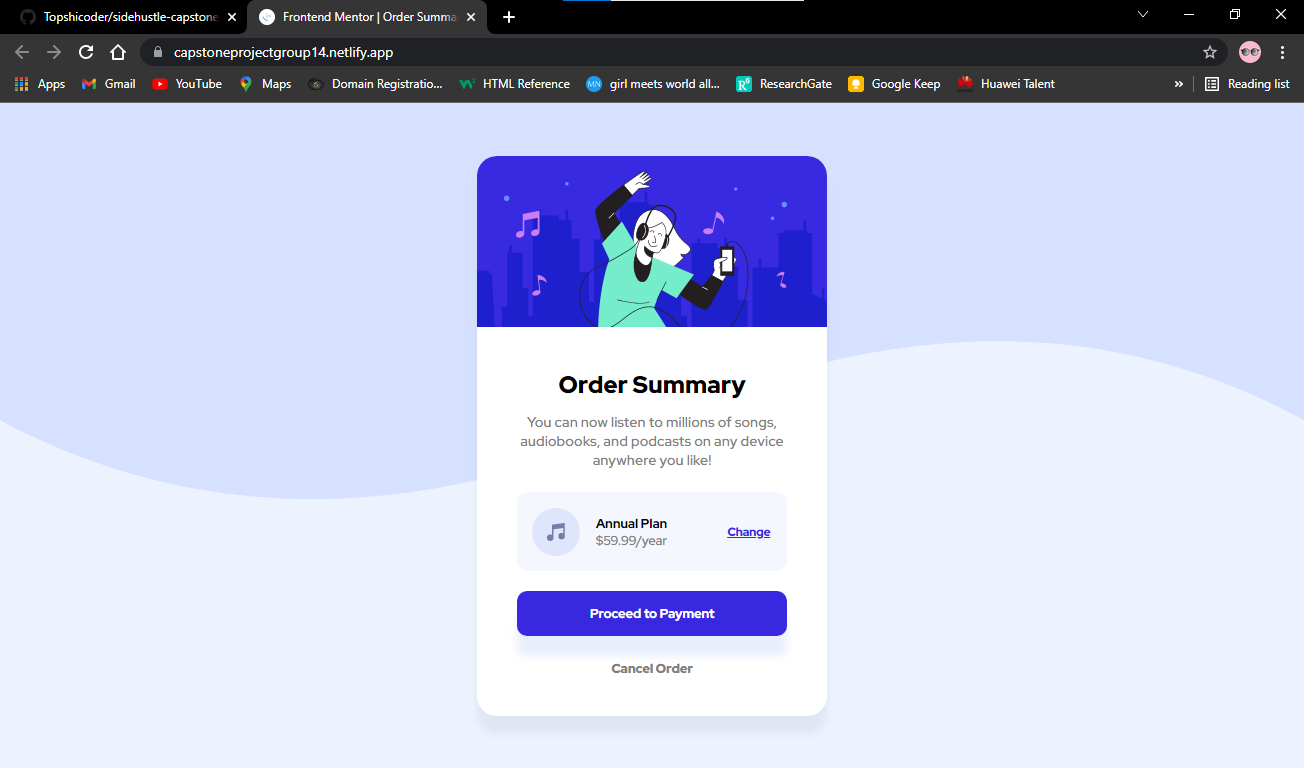 Topshicoder/sidehustle-capstone
Frontend Mentor | Order Summa
capstoneprojectgroup14.netlify.app
Apps
Gmail
YouTube
Maps
Domain Registratio...
HTML Reference
MN
girl meets world all...
RG
ResearchGate
Google Keep
Huawei Talent
»
Reading list
Order Summary
You can now listen to millions of songs,
audiobooks, and podcasts on any device
anywhere you like!
Annual Plan
$59.99/year
Change
Proceed to Payment
Cancel Order